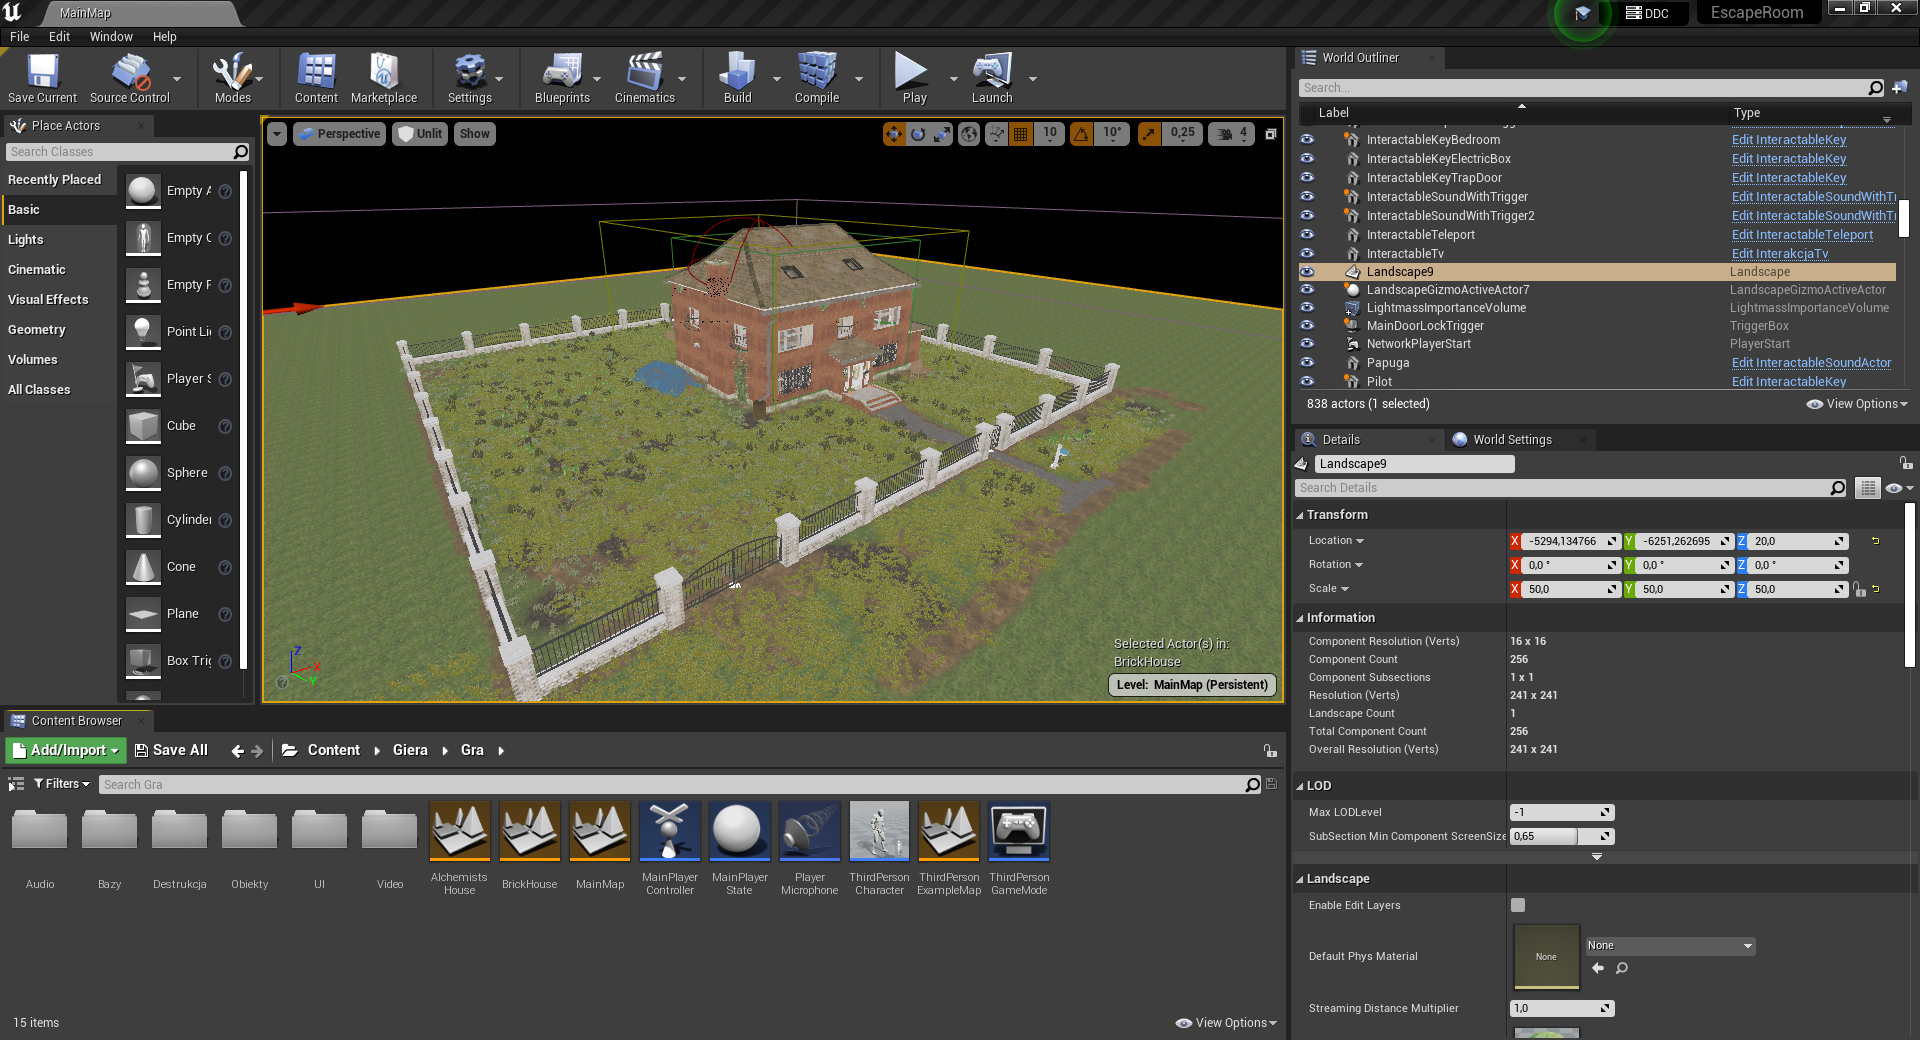 MainMap
DDC
EscapeRoom
File Edit Window Help
Save Current
Source Control
Modes
Content
Marketplace
Settings
Blueprints
Cinematics
Build
Compile
Play
Launch
Place Actors
Search Classes
Recently Placed
Basic
Lights
Cinematic
Visual Effects
Geometry
Volumes
All Classes
Empty A
Empty C
Empty P
Point Li
Player S
Cube
Sphere
Cylinder
Cone
Plane
Box Trig
Perspective
Unlit
Show
10
10°
0,25
4
Z
X
Y
Selected Actor(s) in:
BrickHouse
Level: MainMap (Persistent)
World Outliner
Search...
Label Type
InteractableKeyBedroom Edit InteractableKey
InteractableKeyElectricBox Edit InteractableKey
InteractableKeyTrapDoor Edit InteractableKey
InteractableSoundWithTrigger Edit InteractableSoundWithTr
InteractableSoundWithTrigger2 Edit InteractableSoundWithTr
InteractableTeleport Edit InteractableTeleport
InteractableTv Edit InterakcjaTv
Landscape9 Landscape
LandscapeGizmoActiveActor7 LandscapeGizmoActiveActor
LightmassImportanceVolume LightmassImportanceVolume
MainDoorLockTrigger TriggerBox
NetworkPlayerStart PlayerStart
Papuga Edit InteractableSoundActor
Pilot Edit InteractableKey
838 actors (1 selected)
View Options
Details
World Settings
Landscape9
Search Details
Transform
Location X -5294,134766 Y -6251,262695 Z 20,0
Rotation X 0,0 ° Y 0,0 ° Z 0,0 °
Scale X 50,0 Y 50,0 Z 50,0
Information
Component Resolution (Verts) 16 x 16
Component Count 256
Component Subsections 1 x 1
Resolution (Verts) 241 x 241
Landscape Count 1
Total Component Count 256
Overall Resolution (Verts) 241 x 241
LOD
Max LODLevel -1
SubSection Min Component ScreenSize 0,65
Landscape
Enable Edit Layers
Default Phys Material None None
Streaming Distance Multiplier 1,0
Content Browser
Add/Import
Save All
Content Giera Gra
Filters
Search Gra
Audio
Bazy
Destrukcja
Obiekty
UI
Video
Alchemists
House
BrickHouse
MainMap
MainPlayer
Controller
MainPlayer
State
Player
Microphone
ThirdPerson
Character
ThirdPerson
ExampleMap
ThirdPerson
GameMode
15 items
View Options